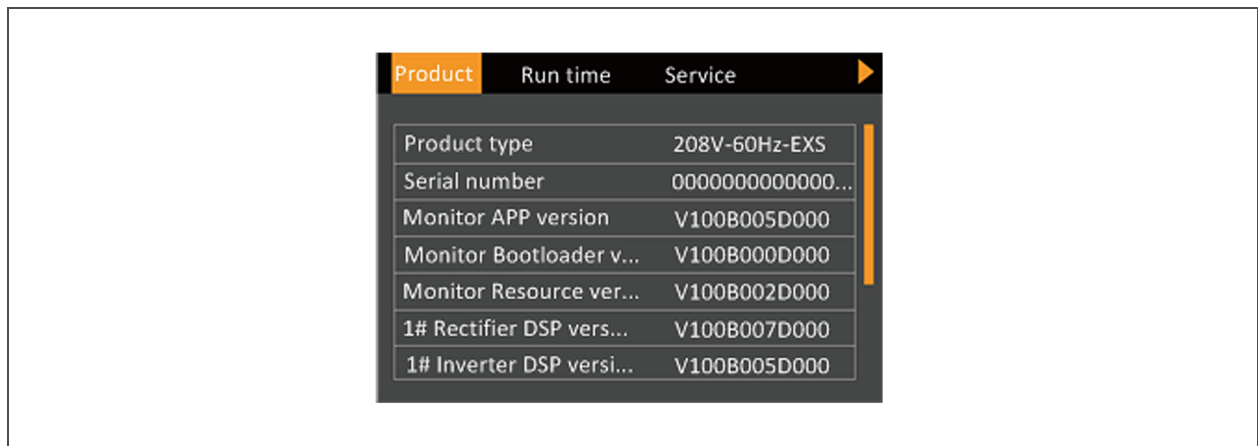 Product Run time Service
Product type 208V-60Hz-EXS
Serial number 0000000000000...
Monitor APP version V100B005D000
Monitor Bootloader v... V100B000D000
Monitor Resource ver... V100B002D000
1# Rectifier DSP vers... V100B007D000
1# Inverter DSP versi... V100B005D000